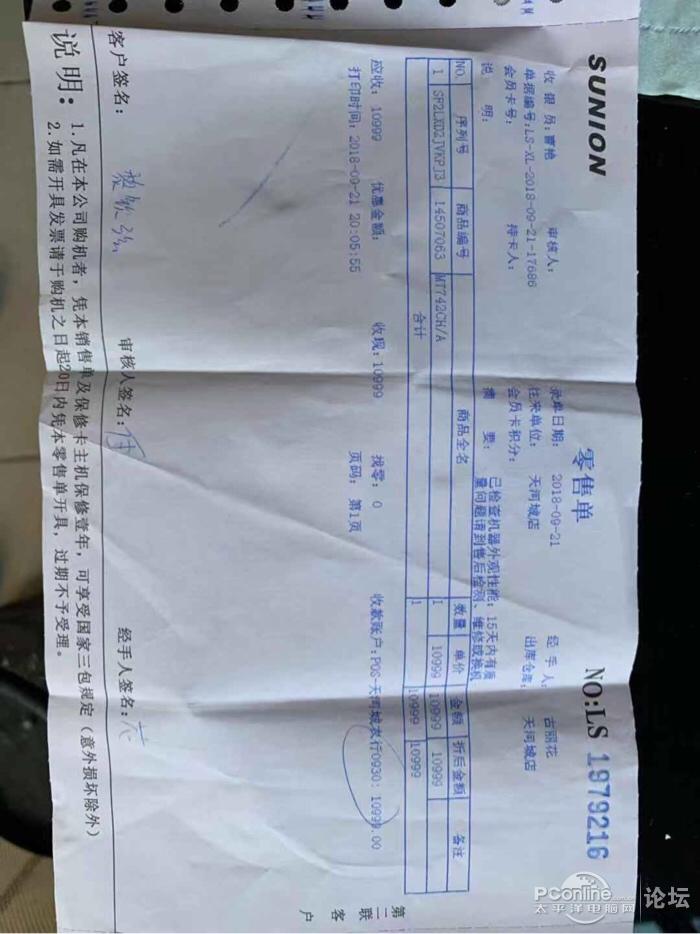 SUNION
零售单
NO:LS 1979216
收 银 员: 曹艳 审核人: 录单日期: 2018-09-21 经 手 人: 古丽花
单据编号: LS-XL-2018-09-21-17686 往来单位: 天河城店 出库仓库: 天河城店
会员卡号: 持卡人: 会员卡积分:
说 明: 摘 要: 已检查机器外观性能; 15天内有质
量问题请到售后检测、维修或换机
NO. 序列号 商品编号 商品全名 数量 单价 金额 折后金额 备注
1 SF2LXD2JVKPJ3 14507063 MT742CH/A 1 10999 10999 10999
合计 1 10999 10999
应收: 10999 优惠金额: 收现: 10999 找零: 0 收款账户: POS-天河城农行0930: 10999.00
打印时间: 2018-09-21 20:05:55 页码: 第1页
客户签名: 审核人签名: 经手人签名:
说明: 1. 凡在本公司购机者, 凭本销售单及保修卡主机保修壹年, 可享受国家三包规定 (意外损坏除外)
2. 如需开具发票请于购机之日起20日内凭本零售单开具, 过期不予受理。
第二联 客户
PConline
太平洋电脑网
论坛